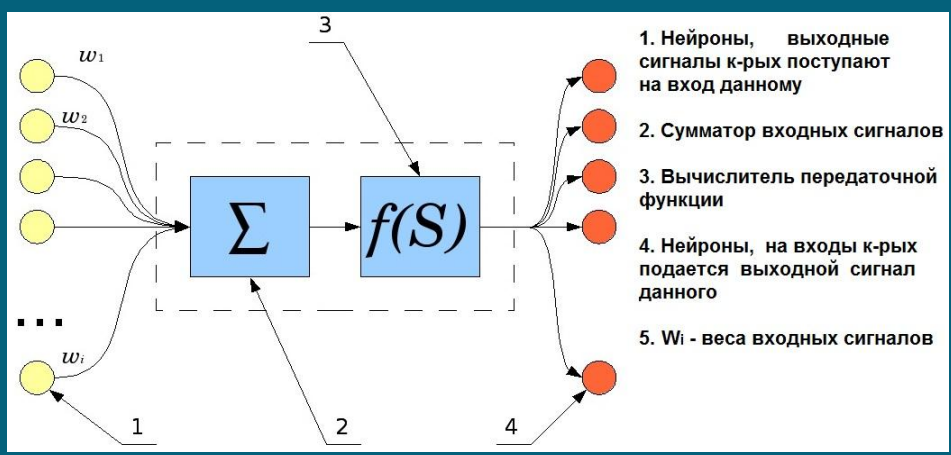 3
w1
w2
Σ
f(S)
...
wi
1
2
4
1. Нейроны, выходные
сигналы к-рых поступают
на вход данному
2. Сумматор входных сигналов
3. Вычислитель передаточной
функции
4. Нейроны, на входы к-рых
подается выходной сигнал
данного
5. Wi - веса входных сигналов